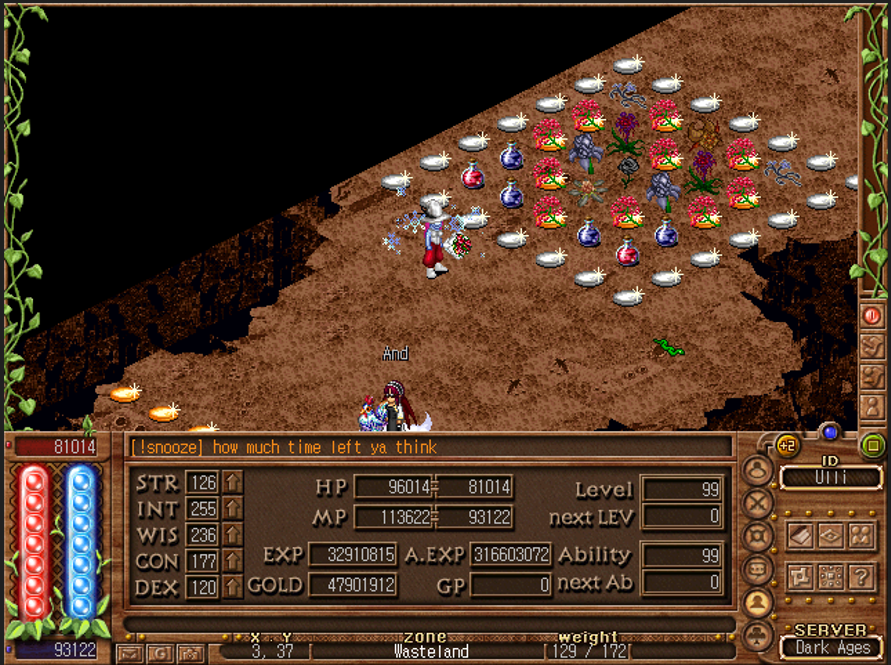 And
81014
[!snooze] how much time left ya think
+2
STR 126
INT 255
WIS 236
CON 177
DEX 120
HP 96014 81014
MP 113622 93122
EXP 32910815 A.EXP 316603072
GOLD 47901912 GP 0
Level 99
next LEV 0
Ability 99
next Ab 0
ID
Ulli
?
SERVER
Dark Ages
93122
G
X . Y
3, 37
zone
Wasteland
weight
129 / 172